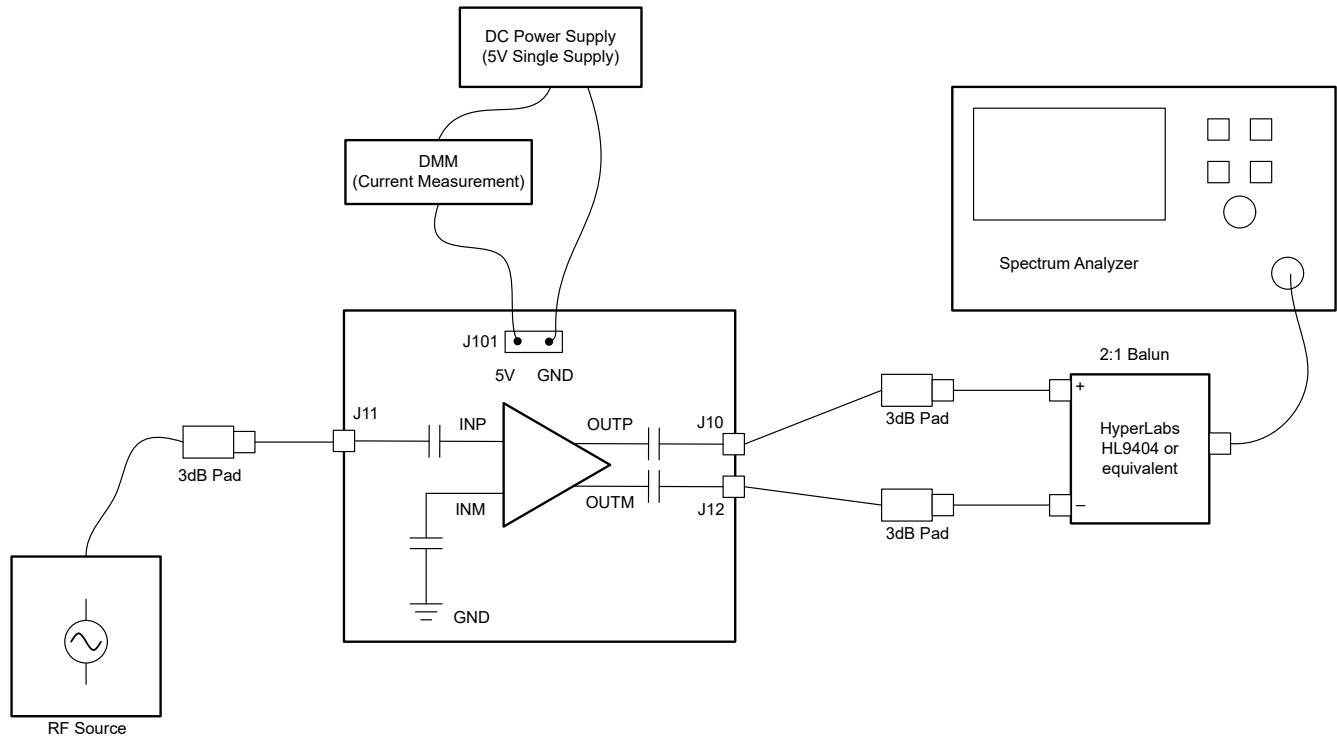 DC Power Supply
(5V Single Supply)
DMM
(Current Measurement)
Spectrum Analyzer
J101
5V GND
2:1 Balun
J11
INP
OUTP
J10
3dB Pad
+
HyperLabs
HL9404 or
equivalent
3dB Pad
INM
OUTM
J12
–
3dB Pad
GND
RF Source